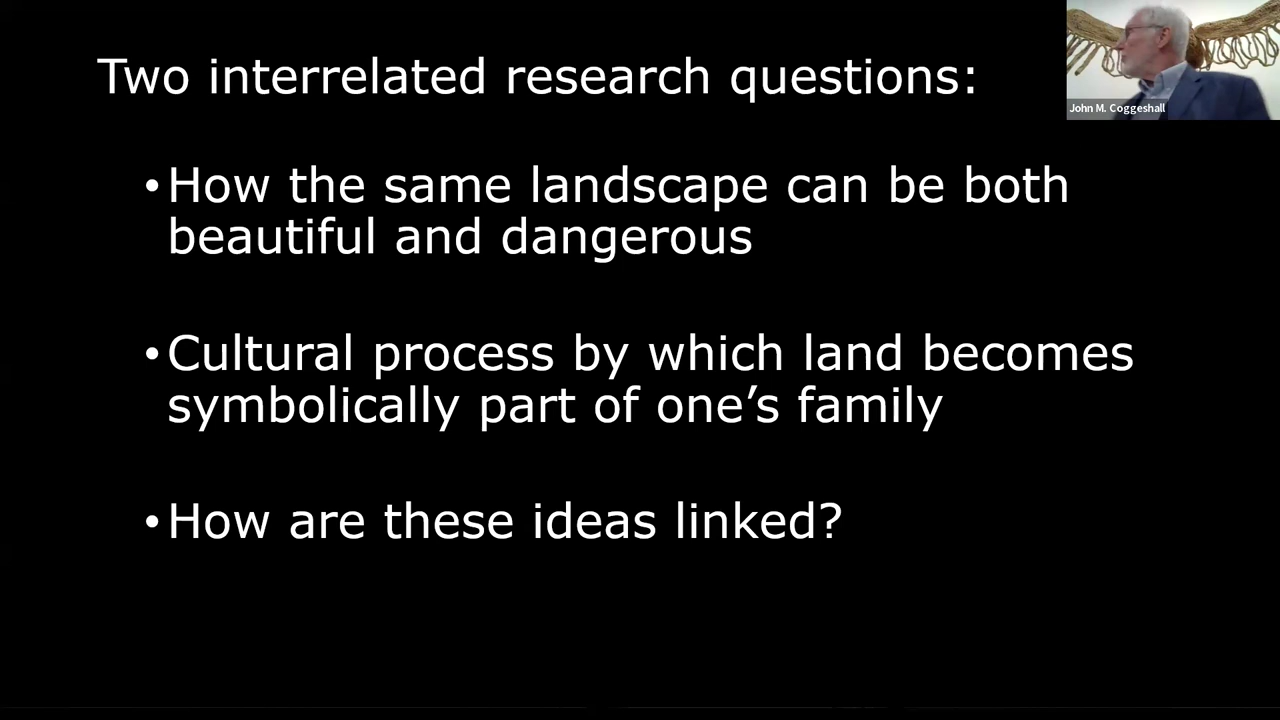 Two interrelated research questions:
John M. Coggeshall
•How the same landscape can be both
beautiful and dangerous
•Cultural process by which land becomes
symbolically part of one’s family
•How are these ideas linked?